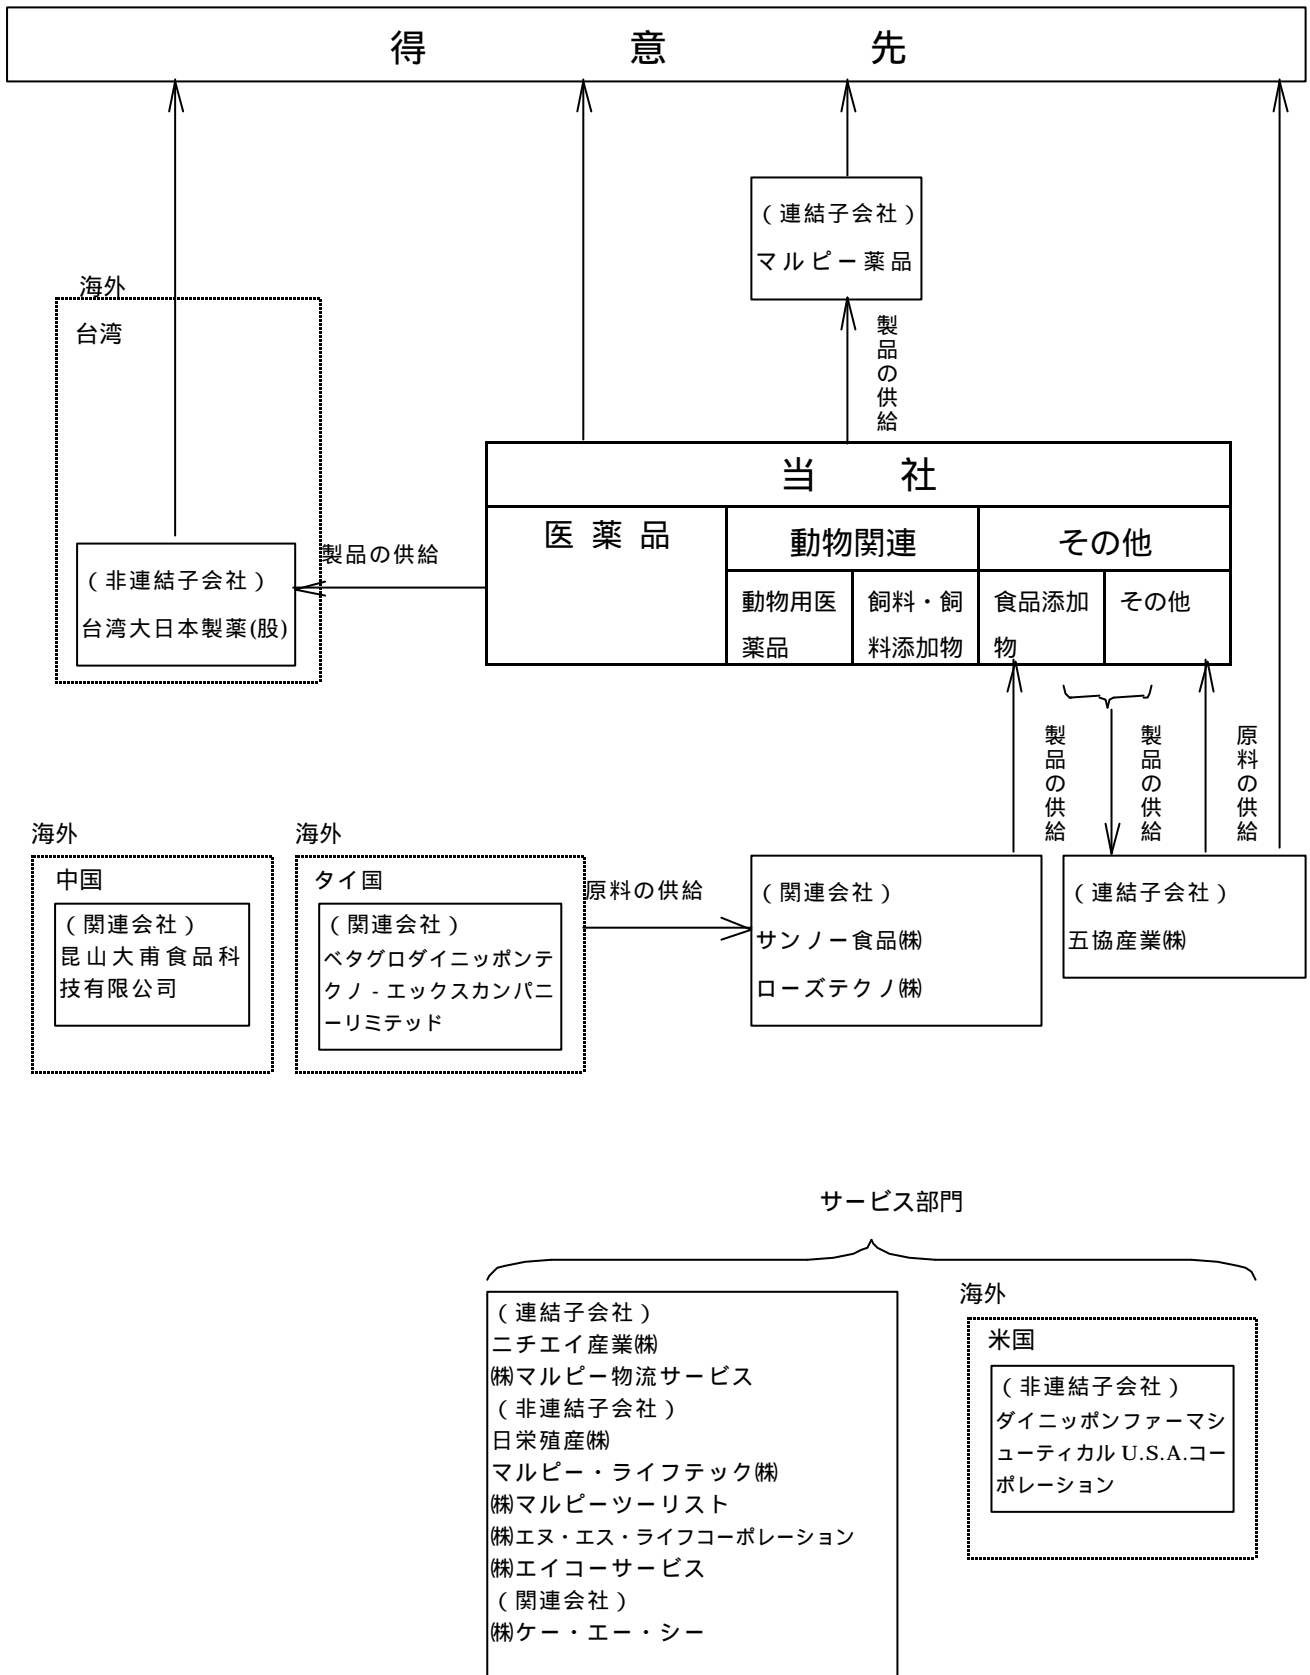 得意先
（連結子会社）
マルピー薬品
海外
台湾
製品の供給
当社
医薬品
動物関連
その他
製品の供給
（非連結子会社）
台湾大日本製薬(股)
動物用医
薬品
飼料・飼
料添加物
食品添加
物
その他
製品の供給
製品の供給
原料の供給
海外
中国
（関連会社）
昆山大甫食品科
技有限公司
海外
タイ国
（関連会社）
ベタグロダイニッポンテ
クノ-エックスカンパニ
ーリミテッド
原料の供給
（関連会社）
サンノー食品㈱
ローズテクノ㈱
（連結子会社）
五協産業㈱
サービス部門
（連結子会社）
ニチエイ産業㈱
㈱マルピー物流サービス
（非連結子会社）
日栄殖産㈱
マルピー・ライフテック㈱
㈱マルピーツーリスト
㈱エヌ・エス・ライフコーポレーション
㈱エイコーサービス
（関連会社）
㈱ケー・エー・シー
海外
米国
（非連結子会社）
ダイニッポンファーマシ
ューティカル U.S.A.コー
ポレーション